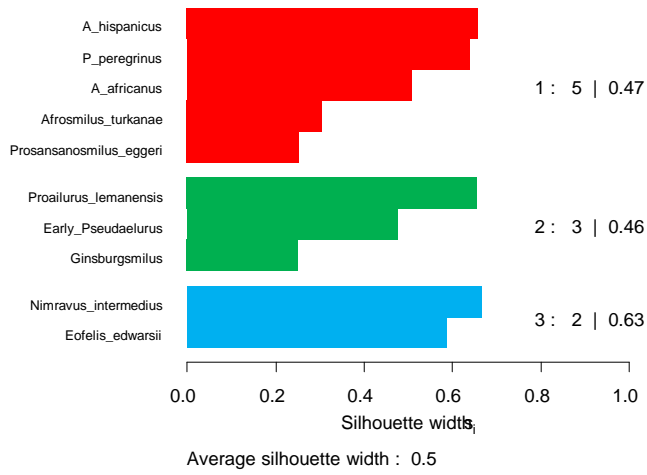 A_hispanicus
P_peregrinus
A_africanus
1 : 5 | 0.47
Afrosmilus_turkanae
Prosansanosmilus_eggeri
Proailurus_lemanensis
Early_Pseudaelurus
2 : 3 | 0.46
Ginsburgsmilus
Nimravus_intermedius
3 : 2 | 0.63
Eofelis_edwarsii
0.0 0.2 0.4 0.6 0.8 1.0
Silhouette width si
Average silhouette width : 0.5